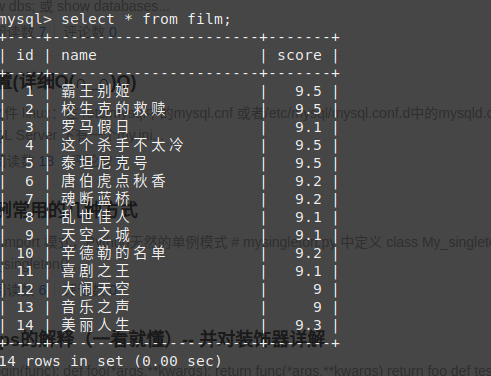 mysql> select * from film;
+----+--------------------+-------+
| id | name | score |
+----+--------------------+-------+
| 1 | 霸王别姬 | 9.5 |
| 2 | 校生克的救赎 | 9.5 |
| 3 | 罗马假日 | 9.1 |
| 4 | 这个杀手不太冷 | 9.5 |
| 5 | 泰坦尼克号 | 9.5 |
| 6 | 唐伯虎点秋香 | 9.2 |
| 7 | 魂断蓝桥 | 9.2 |
| 8 | 乱世佳人 | 9.1 |
| 9 | 天空之城 | 9.1 |
| 10 | 辛德勒的名单 | 9.2 |
| 11 | 喜剧之王 | 9.1 |
| 12 | 大闹天空 | 9 |
| 13 | 音乐之声 | 9 |
| 14 | 美丽人生 | 9.3 |
+----+--------------------+-------+
14 rows in set (0.00 sec)